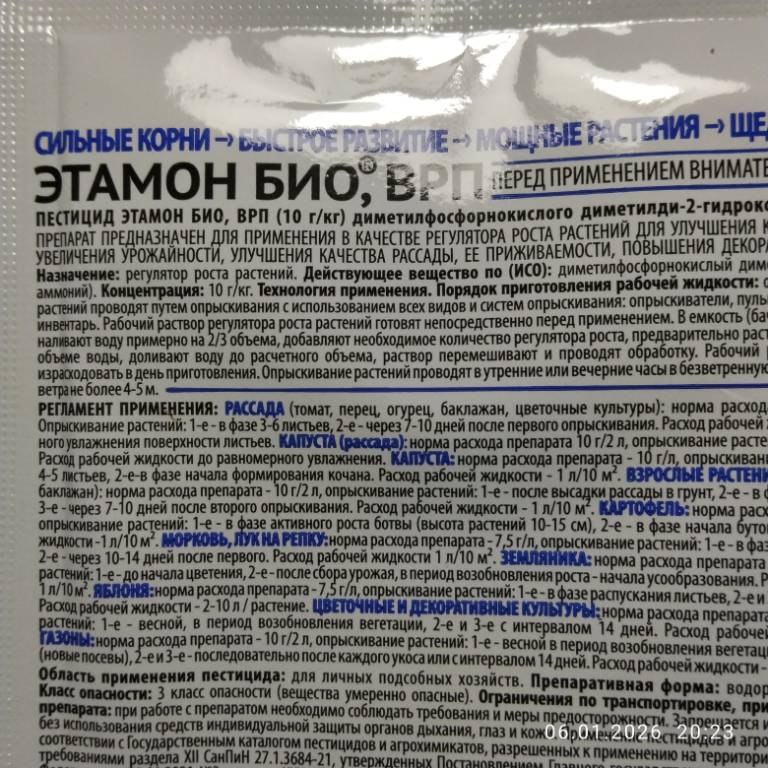 СИЛЬНЫЕ КОРНИ → БЫСТРОЕ РАЗВИТИЕ → МОЩНЫЕ РАСТЕНИЯ → ЩЕД
ЭТАМОН БИО,® ВРП ПЕРЕД ПРИМЕНЕНИЕМ ВНИМАТЕ
ПЕСТИЦИД ЭТАМОН БИО, ВРП (10 г/кг) диметилфосфорнокислого диметилди-2-гидрокс
ПРЕПАРАТ ПРЕДНАЗНАЧЕН ДЛЯ ПРИМЕНЕНИЯ В КАЧЕСТВЕ РЕГУЛЯТОРА РОСТА РАСТЕНИЙ ДЛЯ УЛУЧШЕНИЯ К
УВЕЛИЧЕНИЯ УРОЖАЙНОСТИ, УЛУЧШЕНИЯ КАЧЕСТВА РАССАДЫ, ЕЕ ПРИЖИВАЕМОСТИ, ПОВЫШЕНИЯ ДЕКОРА
Назначение: регулятор роста растений. Действующее вещество по (ИСО): диметилфосфорнокислый диме
аммоний). Концентрация: 10 г/кг. Технология применения. Порядок приготовления рабочей жидкости: о
растений проводят путем опрыскивания с использованием всех видов и систем опрыскивания: опрыскиватели, пуль
инвентарь. Рабочий раствор регулятора роста растений готовят непосредственно перед применением. В емкость (бач
наливают воду примерно на 2/3 объема, добавляют необходимое количество регулятора роста, предварительно раст
объеме воды, доливают воду до расчетного объема, раствор перемешивают и проводят обработку. Рабочий р
израсходовать в день приготовления. Опрыскивание растений проводят в утренние или вечерние часы в безветренную
ветране более 4-5 м.
РЕГЛАМЕНТ ПРИМЕНЕНИЯ: РАССАДА (томат, перец, огурец, баклажан, цветочные культуры): норма расхода
Опрыскивание растений: 1-е - в фазе 3-6 листьев, 2-е - через 7-10 дней после первого опрыскивания. Расход рабочей ж
ного увлажнения поверхности листьев. КАПУСТА (рассада): норма расхода препарата 10 г/2 л, опрыскивание расте
Расход рабочей жидкости до равномерного увлажнения. КАПУСТА: норма расхода препарата - 10 г/л, опрыскивани
4-5 листьев, 2-е-в фазе начала формирования кочана. Расход рабочей жидкости - 1 л/10 м². ВЗРОСЛЫЕ РАСТЕНИ
баклажан): норма расхода препарата - 10 г/2 л, опрыскивание растений: 1-е - после высадки рассады в грунт, 2-е - в ф
3-е - через 7-10 дней после второго опрыскивания. Расход рабочей жидкости - 1 л/10 м². КАРТОФЕЛЬ: норма расх
опрыскивание растений: 1-е - в фазе активного роста ботвы (высота растений 10-15 см), 2-е - в фазе начала буто
жидкости - 1 л/10 м². МОРКОВЬ, ЛУК НА РЕПКУ: норма расхода препарата - 7,5 г/л, опрыскивание растений: 1-е - в фаз
2-е - через 10-14 дней после первого. Расход рабочей жидкости 1 л/10 м². ЗЕМЛЯНИКА: норма расхода препарата
растений: 1-е - до начала цветения, 2-е - после сбора урожая, в период возобновления роста - начала усообразования. Р
1 л/10 м². ЯБЛОНЯ: норма расхода препарата - 7,5 г/л, опрыскивание растений: 1-е - в фазе распускания листьев, 2-е и
Расход рабочей жидкости - 2-10 л / растение. ЦВЕТОЧНЫЕ И ДЕКОРАТИВНЫЕ КУЛЬТУРЫ: норма расхода препарата
растений: 1-е - весной, в период возобновления вегетации, 2-е и 3-е с интервалом 14 дней. Расход рабочей
ГАЗОНЫ: норма расхода препарата - 10 г/2 л, опрыскивание растений: 1-е - весной в период возобновления вегетац
(новые посевы), 2-е и 3-е - последовательно после каждого укоса или с интервалом 14 дней. Расход рабочей жидкости -
Область применения пестицида: для личных подсобных хозяйств. Препаративная форма: водор
Класс опасности: 3 класс опасности (вещества умеренно опасные). Ограничения по транспортировке, при
препарата: при работе с препаратом необходимо соблюдать требования и меры предосторожности. Запрещается и
без использования средств индивидуальной защиты органов дыхания, глаз и кожи. Применение пестицидов и агро
соответствии с Государственным каталогом пестицидов и агрохимикатов, разрешенных к применению на территори
требованиями раздела XII СанПиН 2.1.3684-21, утвержденных Постановлением Главного госуда
06.01.2026 20:23